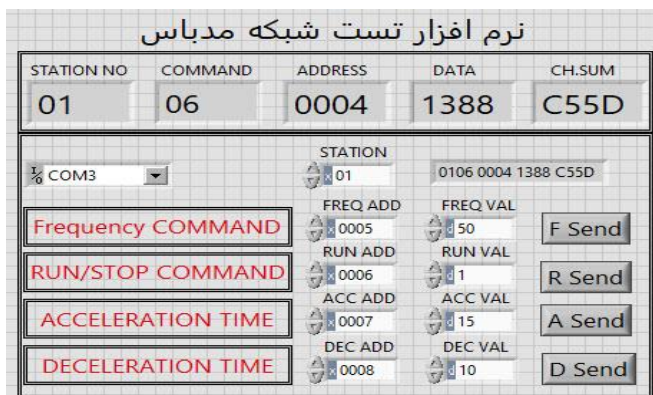 نرم افزار تست شبکه مدباس
STATION NO COMMAND ADDRESS DATA CH.SUM
01 06 0004 1388 C55D
STATION
COM3 x 01 0106 0004 1388 C55D
FREQ ADD FREQ VAL
Frequency COMMAND x 0005 d 50 F Send
RUN ADD RUN VAL
RUN/STOP COMMAND x 0006 d 1 R Send
ACC ADD ACC VAL
ACCELERATION TIME x 0007 d 15 A Send
DEC ADD DEC VAL
DECELERATION TIME x 0008 d 10 D Send